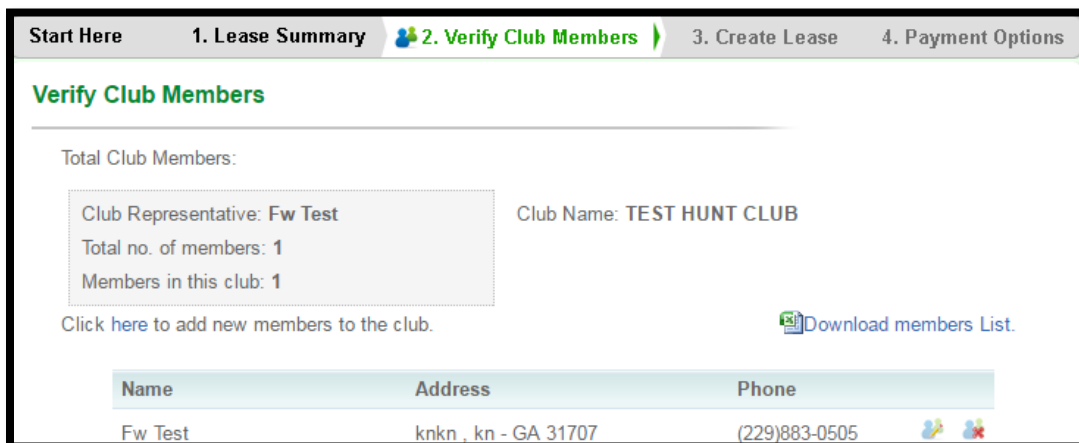 Start Here 1. Lease Summary 2. Verify Club Members 3. Create Lease 4. Payment Options
Verify Club Members
Total Club Members:
Club Representative: Fw Test Club Name: TEST HUNT CLUB
Total no. of members: 1
Members in this club: 1
Click here to add new members to the club. Download members List.
Name Address Phone
Fw Test knkn , kn - GA 31707 (229)883-0505